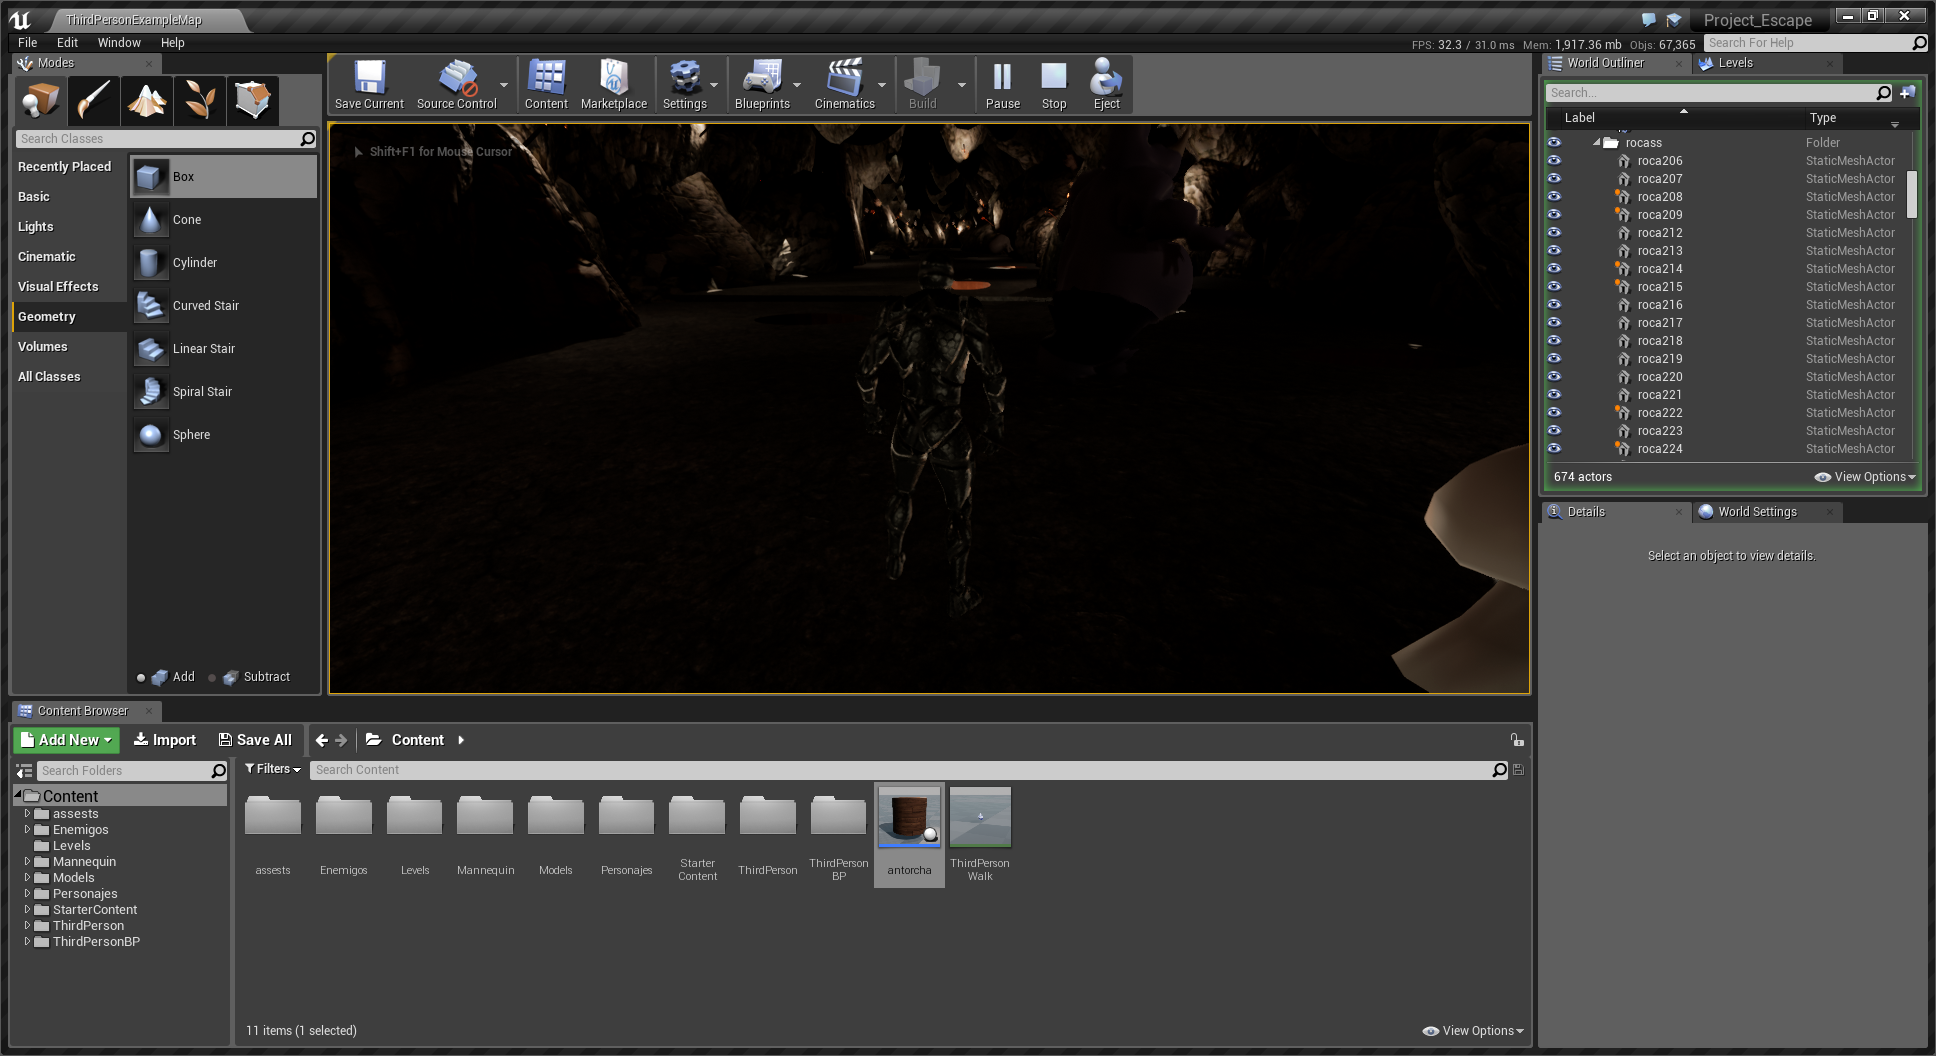 ThirdPersonExampleMap
Project_Escape
File Edit Window Help
FPS: 32.3 / 31.0 ms Mem: 1,917.36 mb Objs: 67,365
Search For Help
Modes
Search Classes
Recently Placed
Basic
Lights
Cinematic
Visual Effects
Geometry
Volumes
All Classes
Box
Cone
Cylinder
Curved Stair
Linear Stair
Spiral Stair
Sphere
Add Subtract
Save Current Source Control Content Marketplace Settings Blueprints Cinematics Build Pause Stop Eject
Shift+F1 for Mouse Cursor
World Outliner Levels
Search...
Label Type
rocass Folder
roca206 StaticMeshActor
roca207 StaticMeshActor
roca208 StaticMeshActor
roca209 StaticMeshActor
roca212 StaticMeshActor
roca213 StaticMeshActor
roca214 StaticMeshActor
roca215 StaticMeshActor
roca216 StaticMeshActor
roca217 StaticMeshActor
roca218 StaticMeshActor
roca219 StaticMeshActor
roca220 StaticMeshActor
roca221 StaticMeshActor
roca222 StaticMeshActor
roca223 StaticMeshActor
roca224 StaticMeshActor
674 actors View Options
Details World Settings
Select an object to view details.
Content Browser
Add New Import Save All Content
Search Folders
Filters Search Content
Content
assests
Enemigos
Levels
Mannequin
Models
Personajes
StarterContent
ThirdPerson
ThirdPersonBP
assests
Enemigos
Levels
Mannequin
Models
Personajes
Starter
Content
ThirdPerson
ThirdPerson
BP
antorcha
ThirdPerson
Walk
11 items (1 selected) View Options